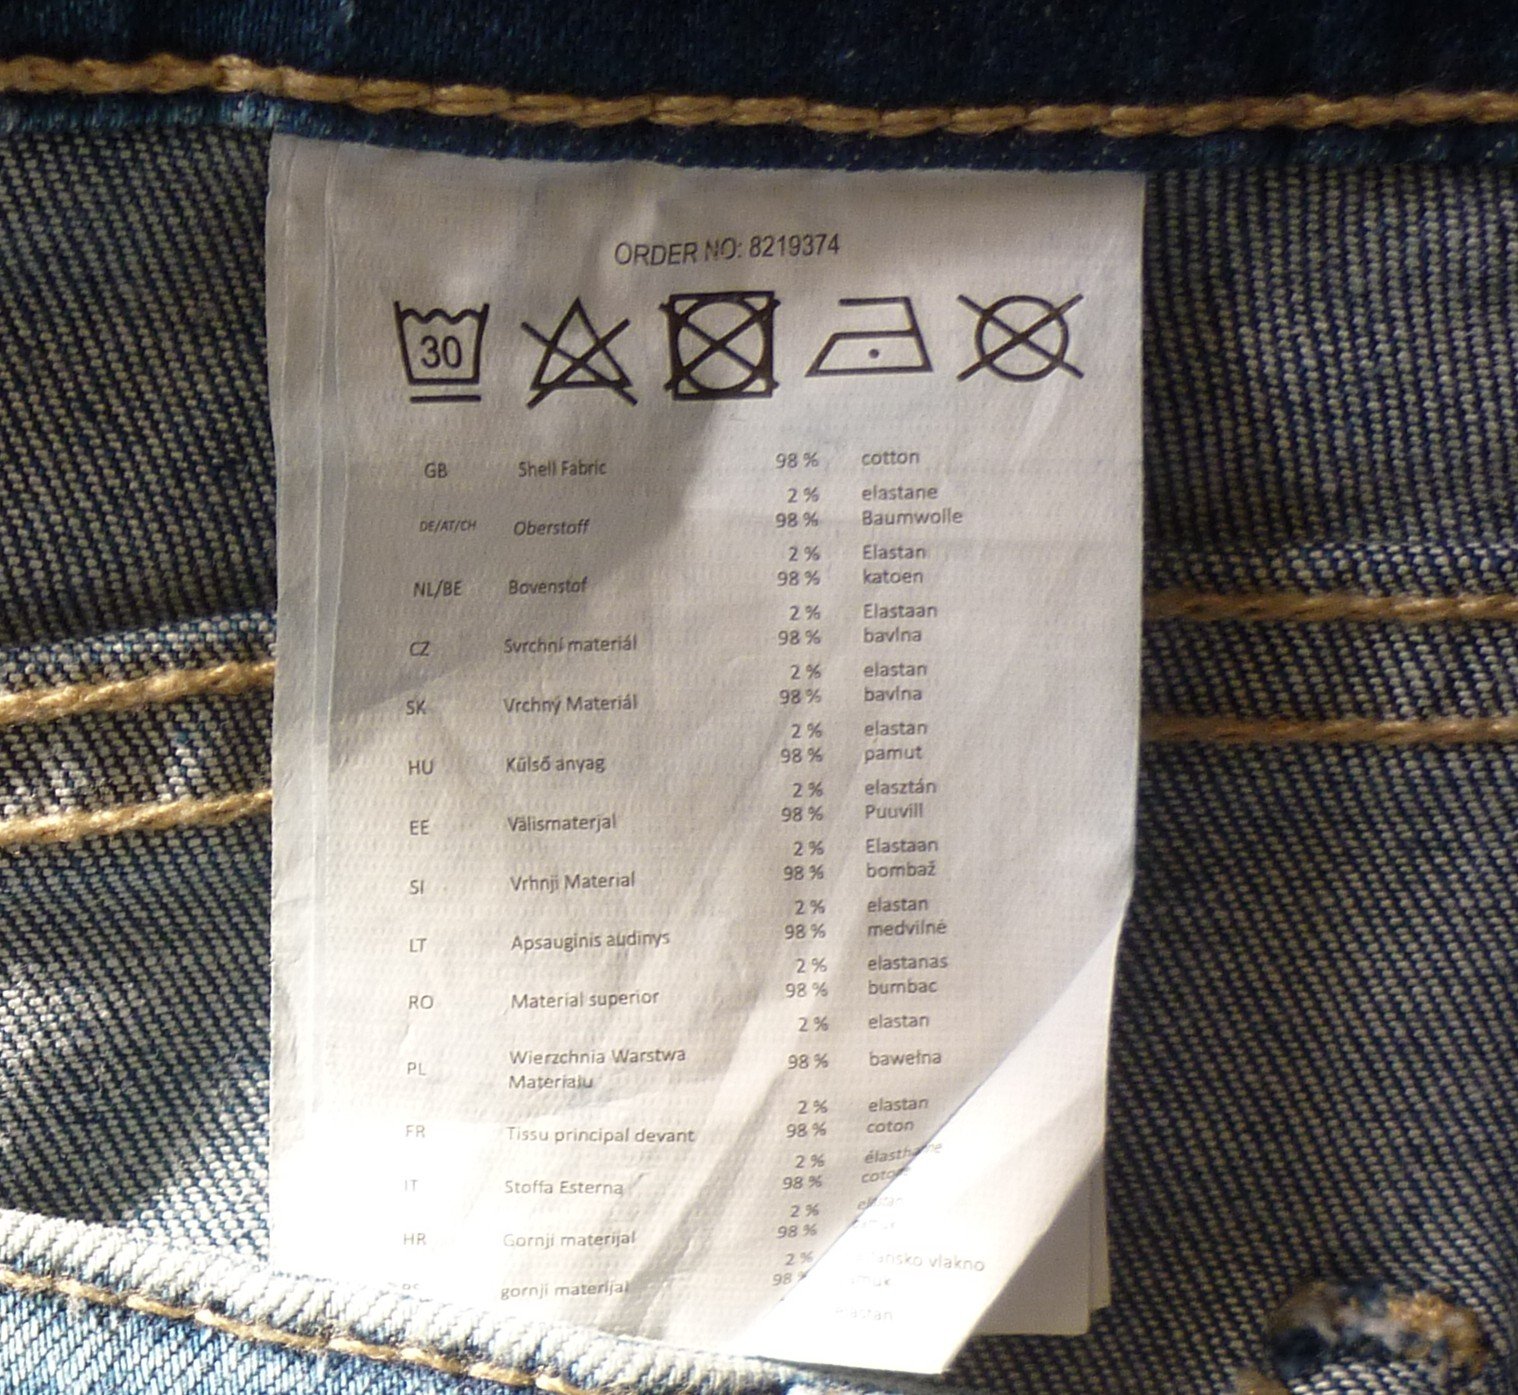 ORDER NO: 8219374
30
GB Shell Fabric 98 % cotton
2 % elastane
DE/AT/CH Oberstoff 98 % Baumwolle
2 % Elastan
NL/BE Bovenstof 98 % katoen
2 % Elastaan
CZ Svrchní materiál 98 % bavlna
2 % elastan
SK Vrchný Materiál 98 % bavlna
2 % elastan
HU Külső anyag 98 % pamut
2 % elasztán
EE Välismaterjal 98 % Puuvill
2 % Elastaan
SI Vrhnji Material 98 % bombaž
2 % elastan
LT Apsauginis audinys 98 % medvilnė
2 % elastanas
RO Material superior 98 % bumbac
2 % elastan
PL Wierzchnia Warstwa Materiału 98 % bawełna
2 % elastan
FR Tissu principal devant 98 % coton
2 %
IT Stoffa Esterna 98 %
2 %
HR Gornji materijal 98 %
2 % vlakno
gornji materijal 98 %
elastan